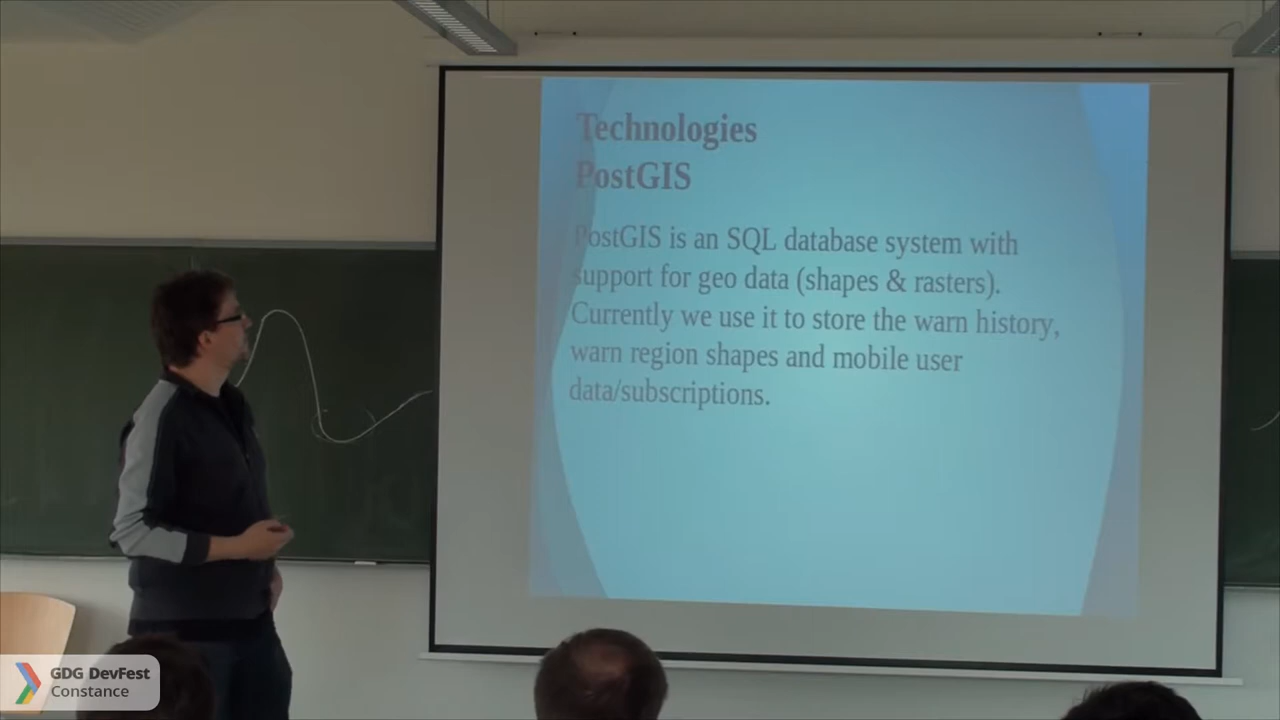 Technologies
PostGIS
PostGIS is an SQL database system with
support for geo data (shapes & rasters).
Currently we use it to store the warn history,
warn region shapes and mobile user
data/subscriptions.
GDG DevFest
Constance